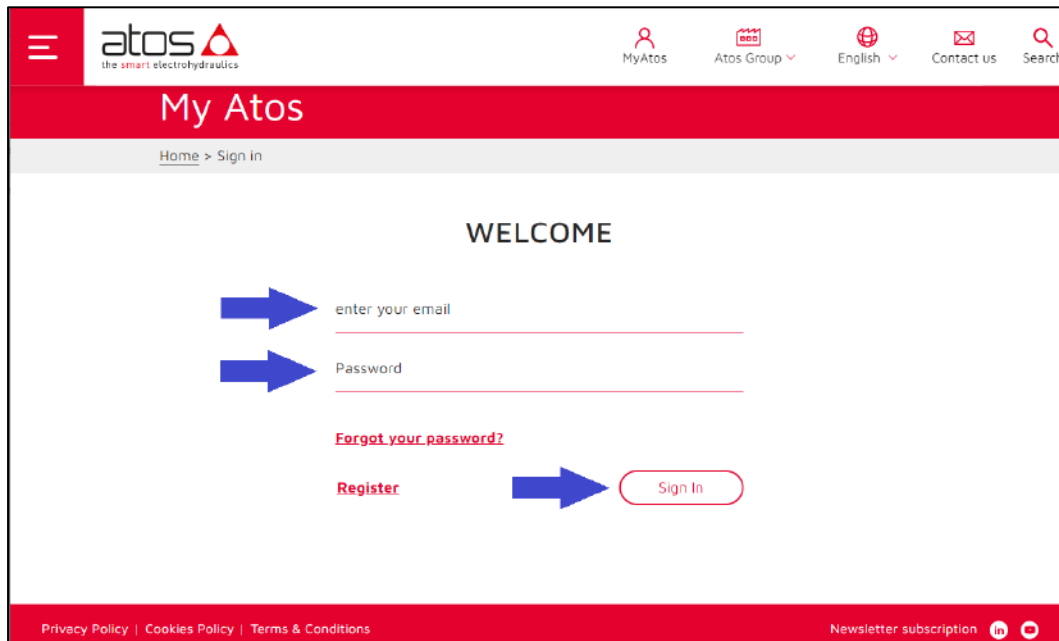 atos
the smart electrohydraulics
MyAtos
Atos Group
English
Contact us
Search
My Atos
Home > Sign in
WELCOME
enter your email
Password
Forgot your password?
Register
Sign In
Privacy Policy | Cookies Policy | Terms & Conditions
Newsletter subscription in